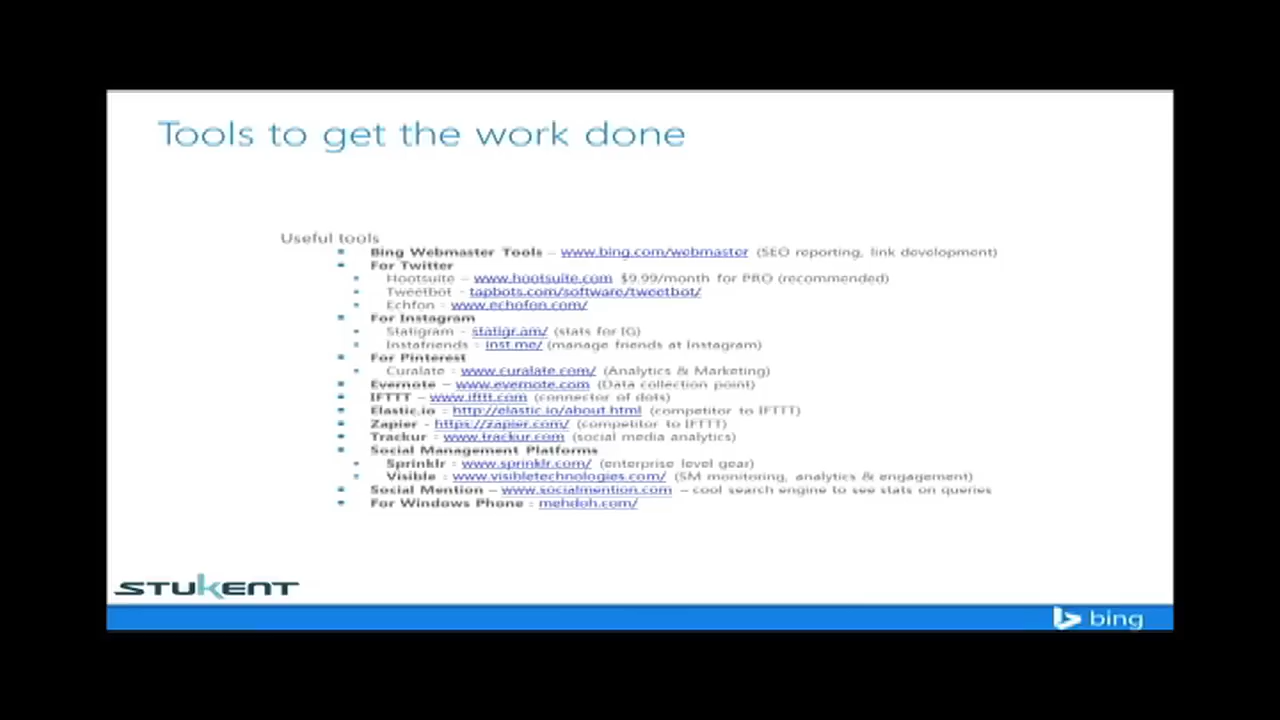 Tools to get the work done
Useful tools
Bing Webmaster Tools – www.bing.com/webmaster (SEO reporting, link development)
For Twitter
Hootsuite – www.hootsuite.com $9.99/month for PRO (recommended)
Tweetbot - tapbots.com/software/tweetbot/
Echfon : www.echofon.com/
For Instagram
Statigram - statigr.am/ (stats for IG)
Instafriends : inst.me/ (manage friends at Instagram)
For Pinterest
Curalate : www.curalate.com/ (Analytics & Marketing)
Evernote – www.evernote.com (Data collection point)
IFTTT – www.ifttt.com (connector of dots)
Elastic.io : http://elastic.io/about.html (competitor to IFTTT)
Zapier - https://zapier.com/ (competitor to IFTTT)
Trackur : www.trackur.com (social media analytics)
Social Management Platforms
Sprinklr : www.sprinklr.com/ (enterprise level gear)
Visible : www.visibletechnologies.com/ (SM monitoring, analytics & engagement)
Social Mention – www.socialmention.com – cool search engine to see stats on queries
For Windows Phone : mehdoh.com/
STUKENT
bing